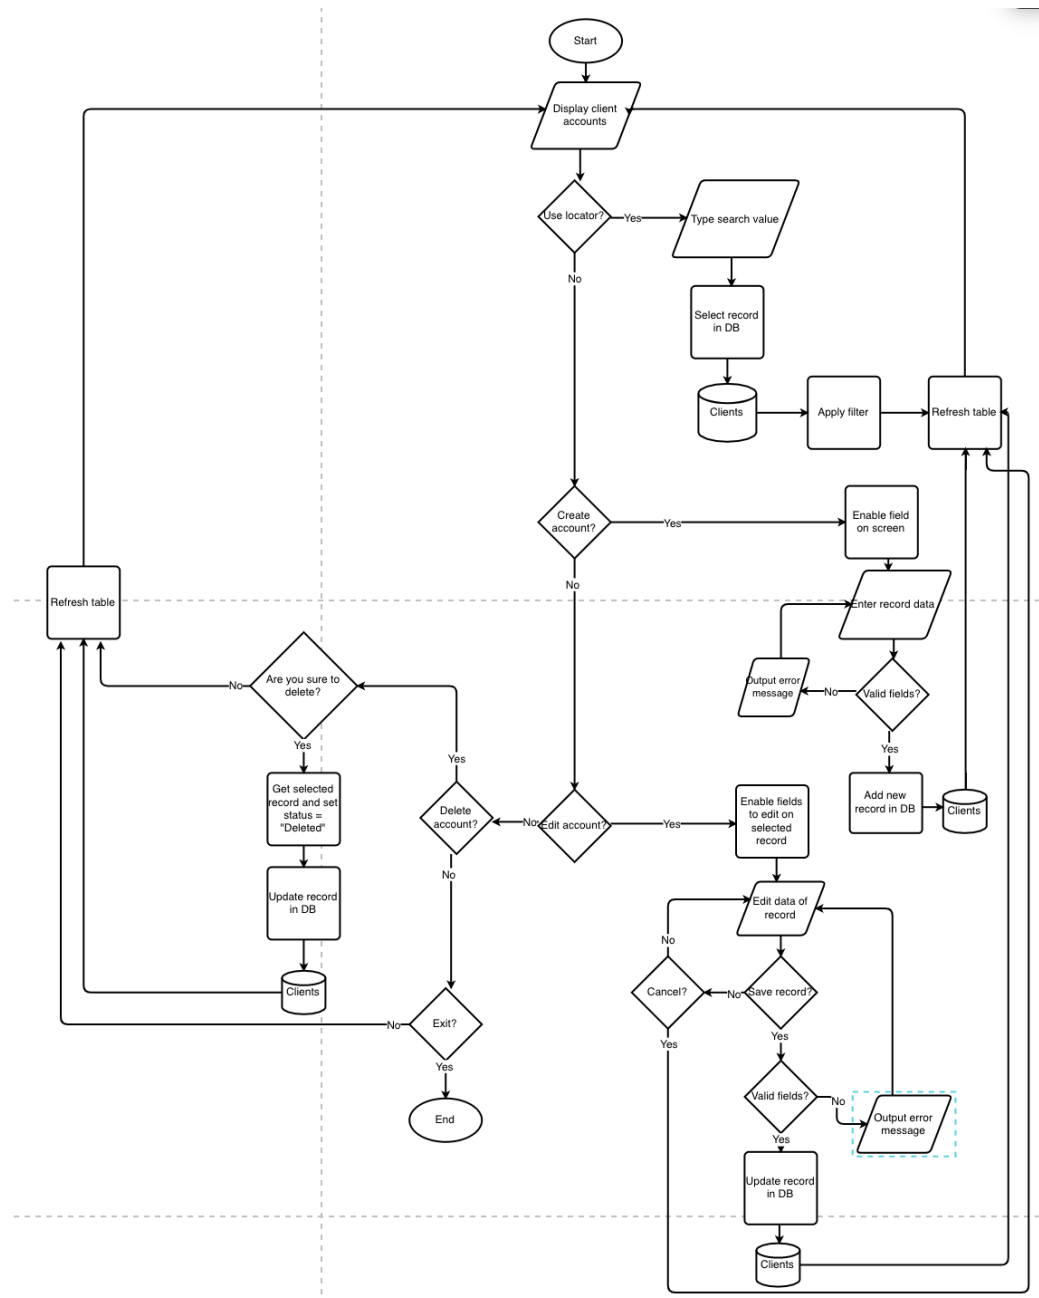 Start
Display client
accounts
Use locator?
Yes
Type search value
No
Select record
in DB
Clients
Apply filter
Refresh table
Create
account?
Yes
Enable field
on screen
No
Refresh table
Enter record data
Are you sure to
delete?
No
Output error
message
No
Valid fields?
Yes
Yes
Yes
Get selected
record and set
status =
"Deleted"
Delete
account?
No
Edit account?
Yes
Enable fields
to edit on
selected
record
Add new
record in DB
Clients
No
Update record
in DB
Edit data of
record
No
Clients
Cancel?
No
Save record?
No
Exit?
Yes
Yes
Yes
Valid fields?
No
Output error
message
End
Yes
Update record
in DB
Clients